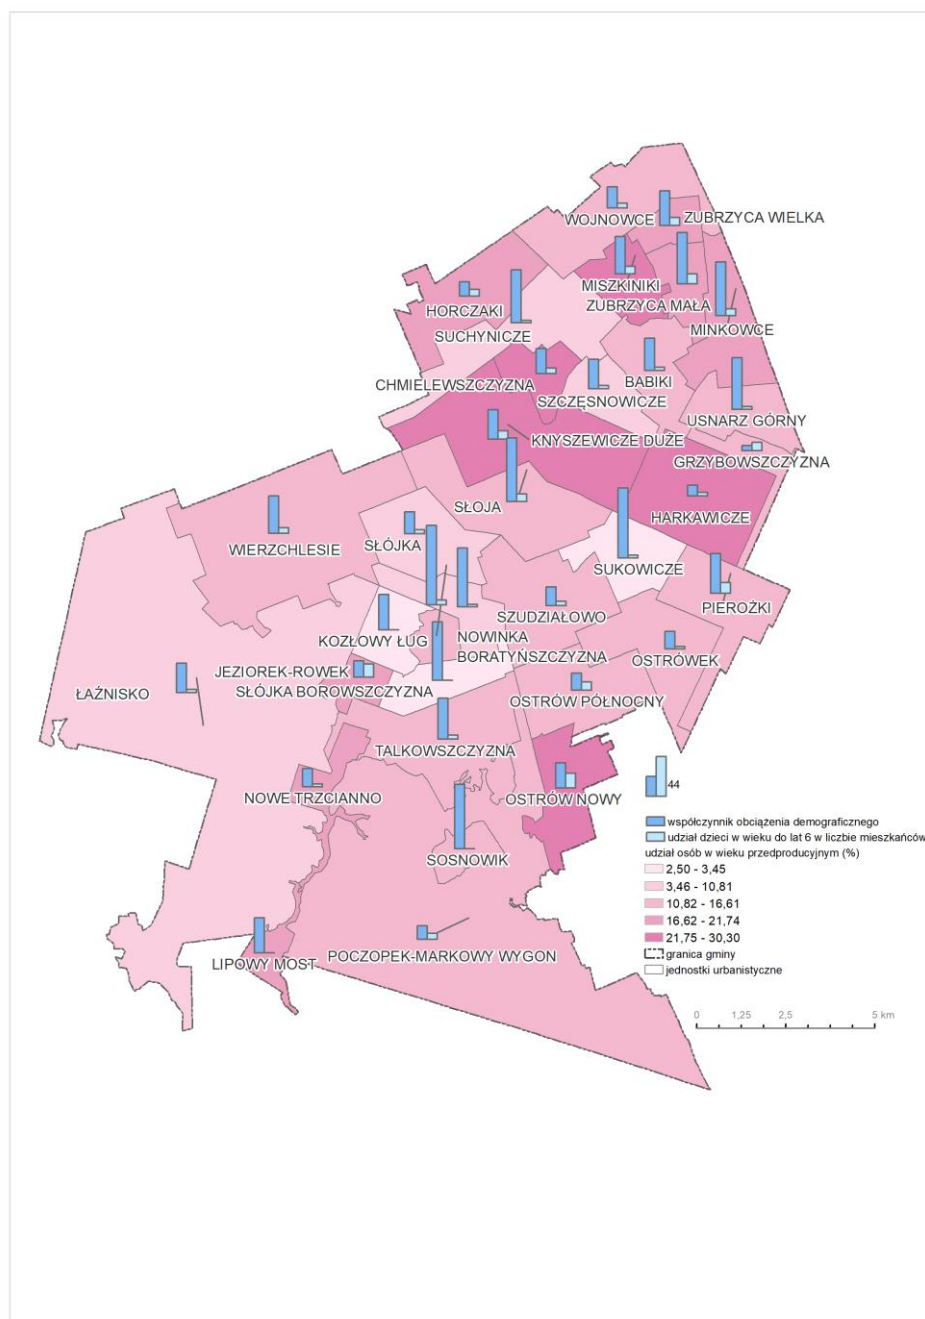 WOJNOWCE
ZUBRZYCA WIELKA
MISZKINIKI
ZUBRZYCA MAŁA
HORCZAKI
MINKOWCE
SUCHYNICZE
CHMIELEWSZCZYZNA
BABIKI
SZCZĘSNOWICZE
USNARZ GÓRNY
KNYSZEWICZE DUŻE
GRZYBOWSZCZYZNA
SŁOJA
HARKAWICZE
WIERZCHLESIE
SŁÓJKA
SUKOWICZE
PIEROŻKI
SZUDZIAŁOWO
KOZŁOWY ŁUG
NOWINKA
BORATYŃSZCZYZNA
OSTRÓWEK
JEZIOREK-ROWEK
SŁÓJKA BOROWSZCZYZNA
ŁAŹNISKO
OSTRÓW PÓŁNOCNY
TALKOWSZCZYZNA
NOWE TRZCIANNO
OSTRÓW NOWY
SOSNOWIK
LIPOWY MOST
POCZOPEK-MARKOWY WYGON
44
współczynnik obciążenia demograficznego
udział dzieci w wieku do lat 6 w liczbie mieszkańców
udział osób w wieku przedproducyjnym (%)
2,50 - 3,45
3,46 - 10,81
10,82 - 16,61
16,62 - 21,74
21,75 - 30,30
granica gminy
jednostki urbanistyczne
0 1,25 2,5 5 km